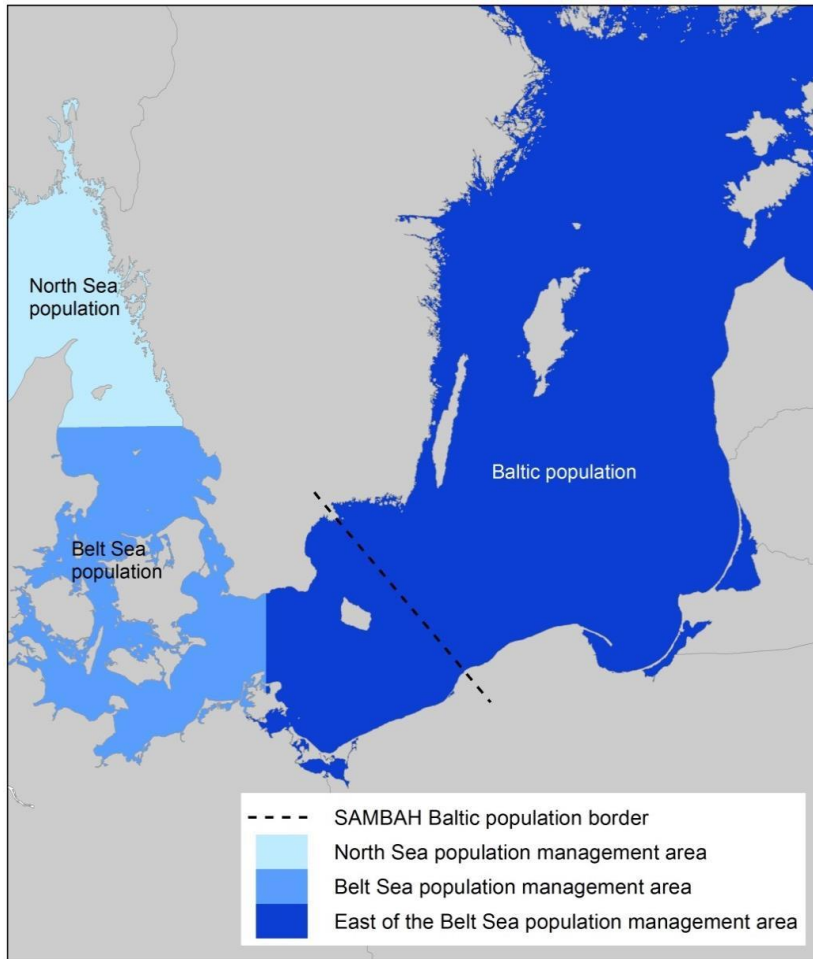 North Sea
population
Belt Sea
population
Baltic population
SAMBAH Baltic population border
North Sea population management area
Belt Sea population management area
East of the Belt Sea population management area